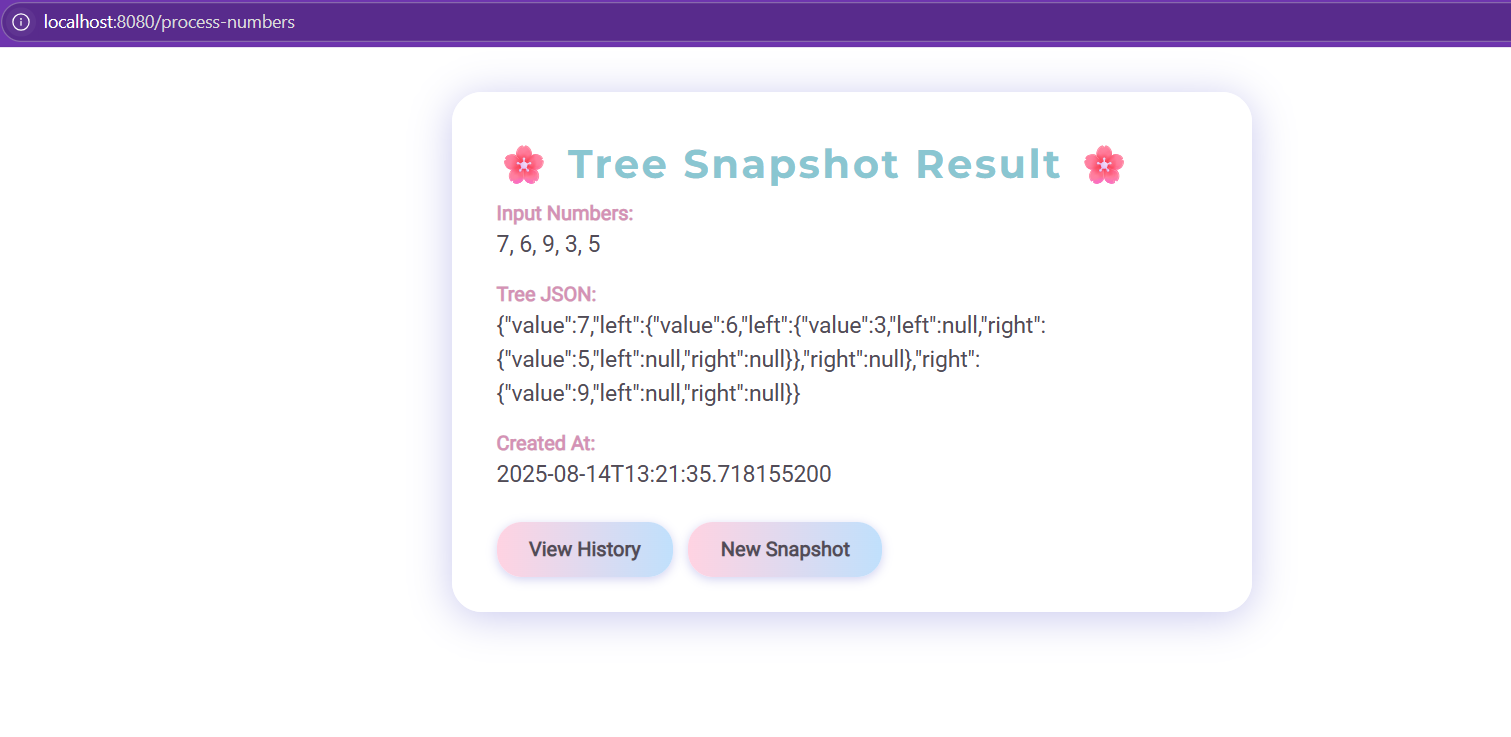 localhost:8080/process-numbers
🌸 Tree Snapshot Result 🌸
Input Numbers:
7, 6, 9, 3, 5
Tree JSON:
{"value":7,"left":{"value":6,"left":{"value":3,"left":null,"right":
{"value":5,"left":null,"right":null}},"right":null},"right":
{"value":9,"left":null,"right":null}}
Created At:
2025-08-14T13:21:35.718155200
View History New Snapshot